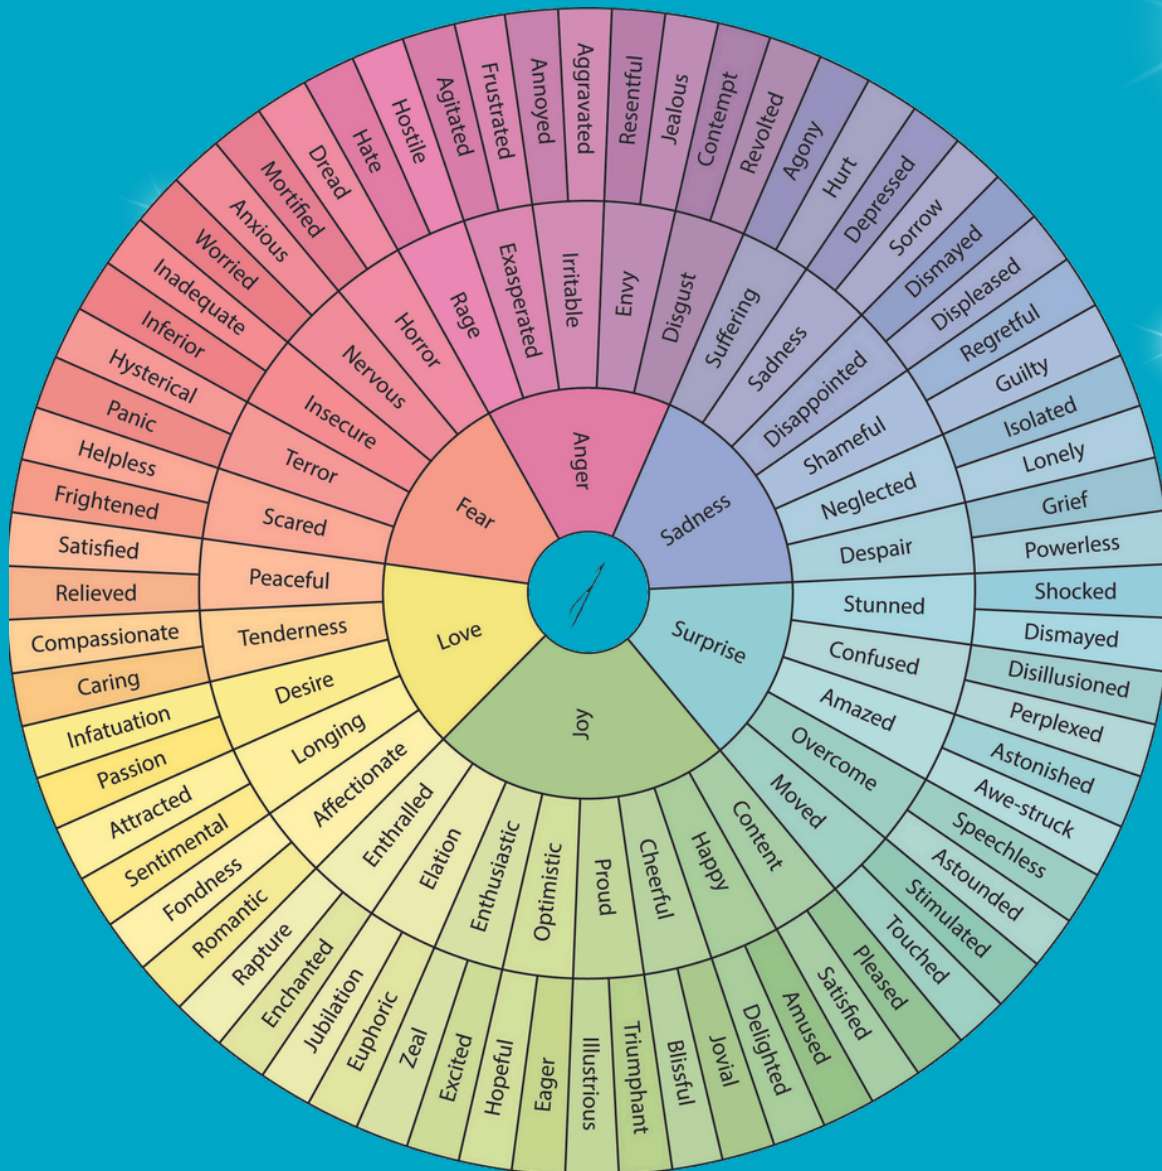 Anger
Sadness
Surprise
Joy
Love
Fear
Rage
Exasperated
Irritable
Envy
Disgust
Suffering
Sadness
Disappointed
Shameful
Neglected
Despair
Stunned
Confused
Amazed
Overcome
Moved
Content
Happy
Cheerful
Proud
Optimistic
Enthusiastic
Elation
Enthralled
Affectionate
Longing
Desire
Tenderness
Peaceful
Scared
Terror
Insecure
Nervous
Horror
Hate
Hostile
Agitated
Frustrated
Annoyed
Aggravated
Resentful
Jealous
Contempt
Revolted
Agony
Hurt
Depressed
Sorrow
Dismayed
Displeased
Regretful
Guilty
Isolated
Lonely
Grief
Powerless
Shocked
Dismayed
Disillusioned
Perplexed
Astonished
Awe-struck
Speechless
Astounded
Stimulated
Touched
Pleased
Satisfied
Amused
Delighted
Jovial
Blissful
Triumphant
Illustrious
Eager
Hopeful
Excited
Zeal
Euphoric
Jubilation
Enchanted
Rapture
Romantic
Fondness
Sentimental
Attracted
Passion
Infatuation
Caring
Compassionate
Relieved
Satisfied
Frightened
Helpless
Panic
Hysterical
Inferior
Inadequate
Worried
Anxious
Mortified
Dread